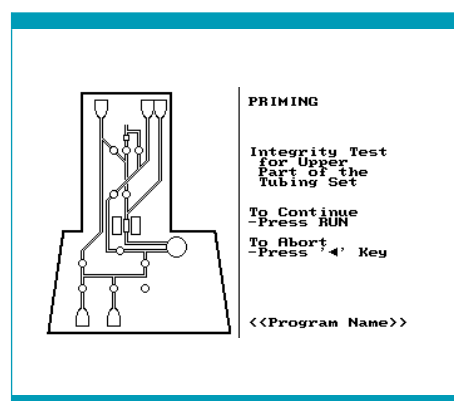 PRIMING
Integrity Test
for Upper
Part of the
Tubing Set
To Continue
-Press RUN
To Abort
-Press '◄' Key
<<Program Name>>